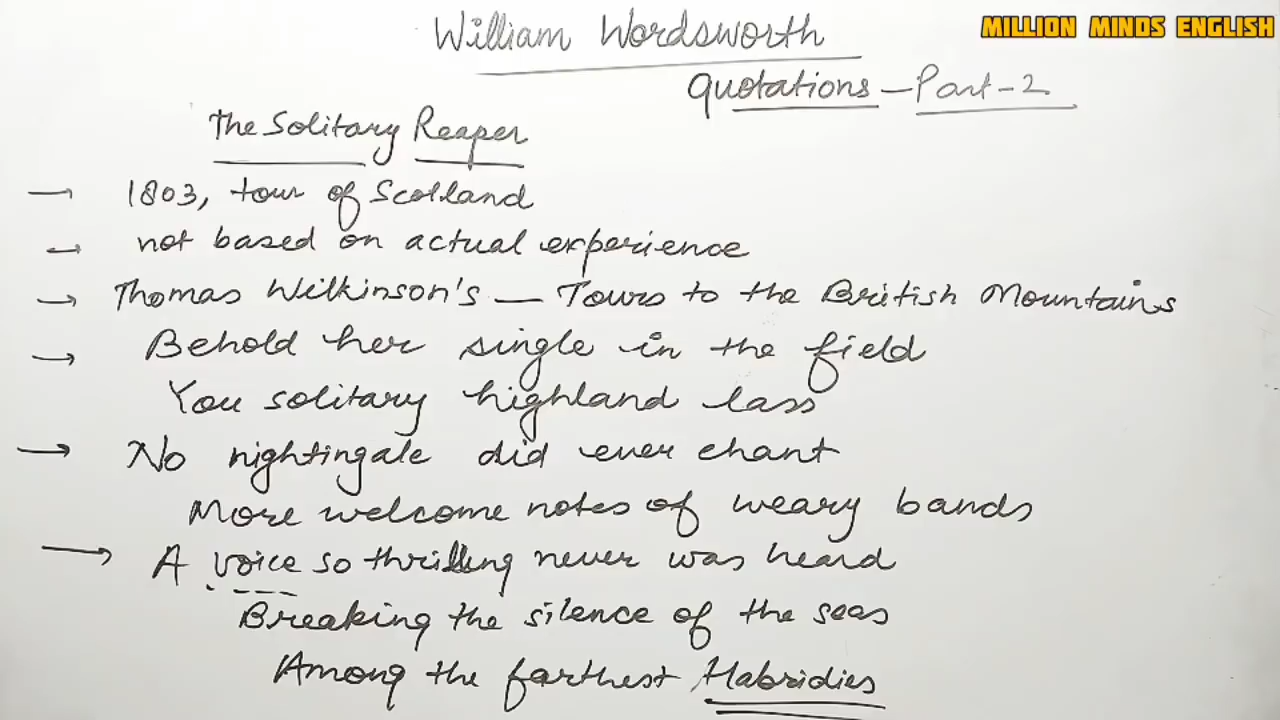 MILLION MINDS ENGLISH
William Wordsworth
Quotations - Part-2
The Solitary Reaper
→ 1803, tour of Scotland
→ not based on actual experience
→ Thomas Wilkinson's — Tours to the British Mountains
→ Behold her single in the field
You solitary highland lass
→ No nightingale did ever chant
More welcome notes of weary bands
→ A voice so thrilling never was heard
Breaking the silence of the seas
Among the farthest Habridies